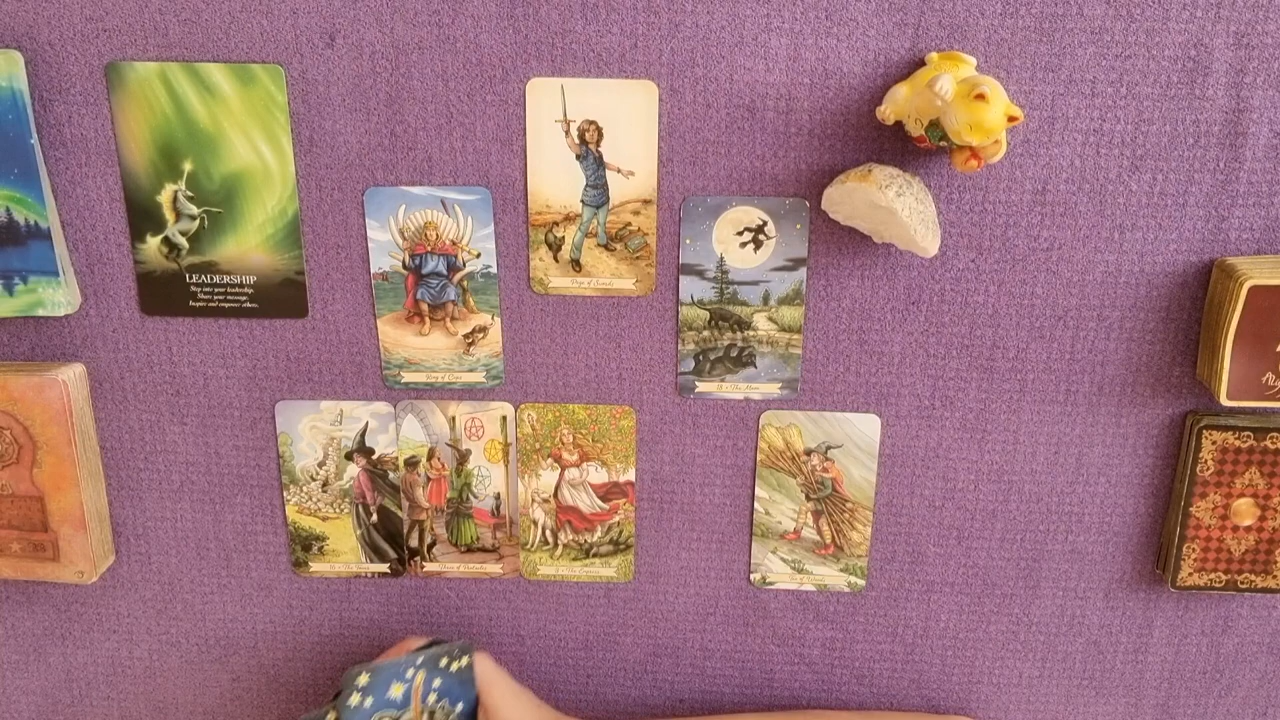 LEADERSHIP
Step into your leadership.
Share your message.
Inspire and empower others.
King of Cups
Page of Swords
18 • The Moon
16 • The Tower
Three of Pentacles
3 • The Empress
Ten of Wands